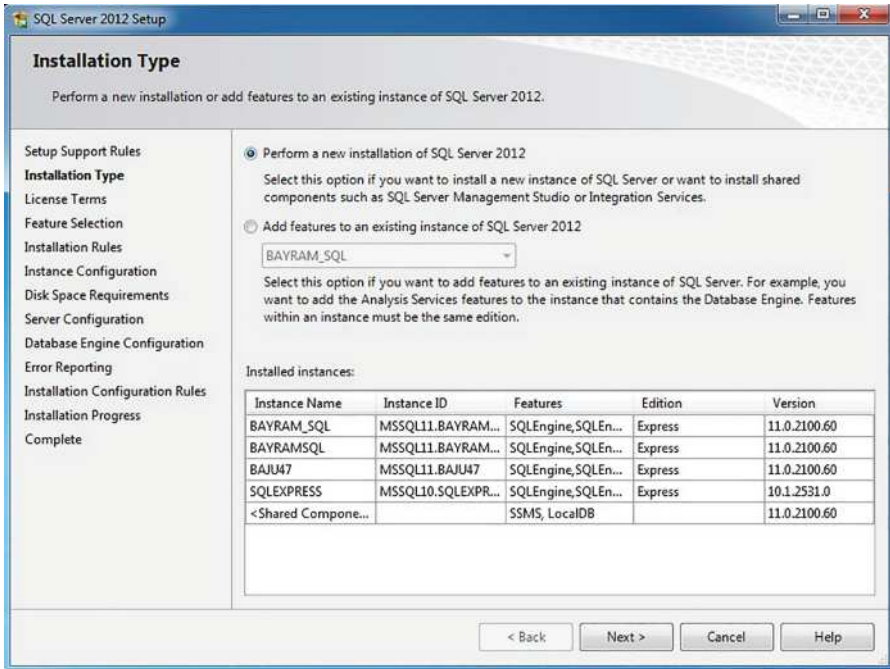 SQL Server 2012 Setup
Installation Type
Perform a new installation or add features to an existing instance of SQL Server 2012.
Setup Support Rules
Installation Type
License Terms
Feature Selection
Installation Rules
Instance Configuration
Disk Space Requirements
Server Configuration
Database Engine Configuration
Error Reporting
Installation Configuration Rules
Installation Progress
Complete
Perform a new installation of SQL Server 2012
Select this option if you want to install a new instance of SQL Server or want to install shared
components such as SQL Server Management Studio or Integration Services.
Add features to an existing instance of SQL Server 2012
BAYRAM_SQL
Select this option if you want to add features to an existing instance of SQL Server. For example, you
want to add the Analysis Services features to the instance that contains the Database Engine. Features
within an instance must be the same edition.
Installed instances:
Instance Name Instance ID Features Edition Version
BAYRAM_SQL MSSQL11.BAYRAM... SQLEngine,SQLEn... Express 11.0.2100.60
BAYRAMSQL MSSQL11.BAYRAM... SQLEngine,SQLEn... Express 11.0.2100.60
BAJU47 MSSQL11.BAJU47 SQLEngine,SQLEn... Express 11.0.2100.60
SQLEXPRESS MSSQL10.SQLEXPR... SQLEngine,SQLEn... Express 10.1.2531.0
<Shared Compone... SSMS, LocalDB 11.0.2100.60
< Back Next > Cancel Help